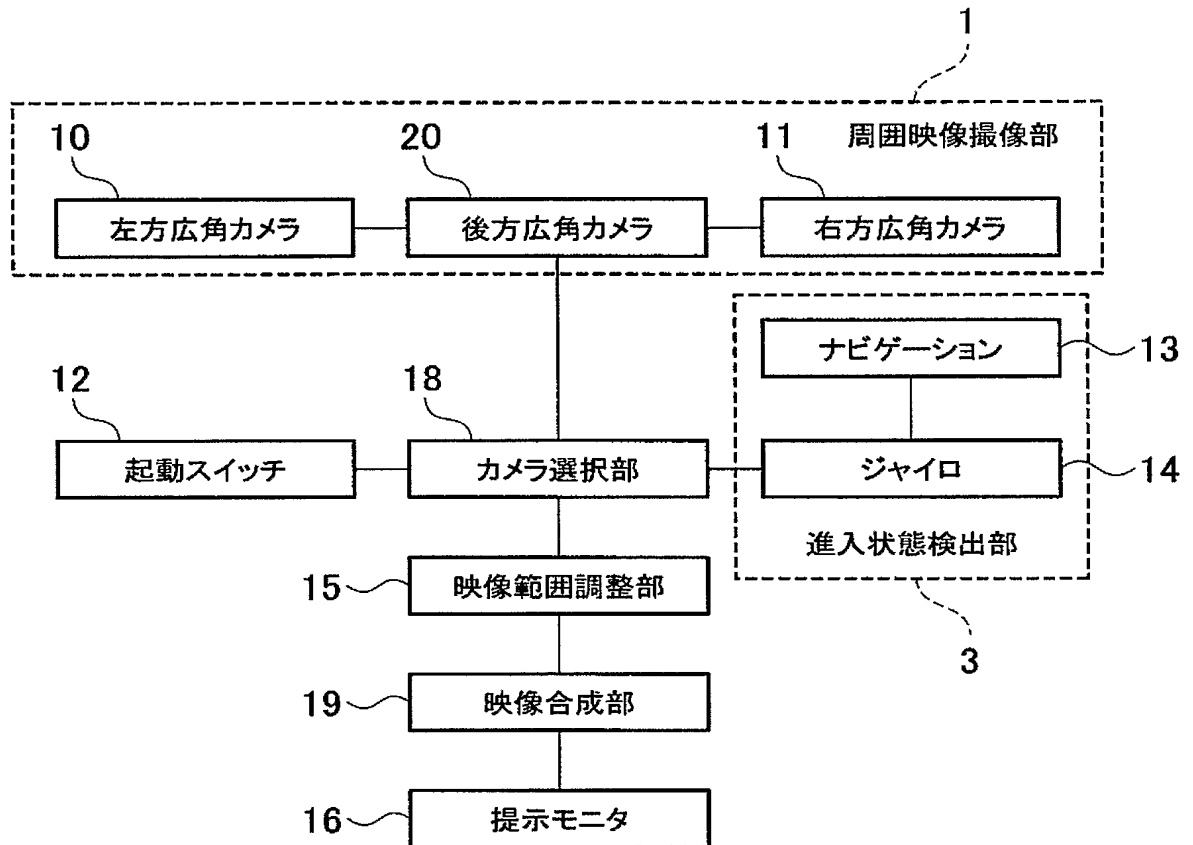 1
10
20
11
周囲映像撮像部
左方広角カメラ
後方広角カメラ
右方広角カメラ
ナビゲーション
13
12
18
起動スイッチ
カメラ選択部
ジャイロ
14
進入状態検出部
15
映像範囲調整部
3
19
映像合成部
16
提示モニタ